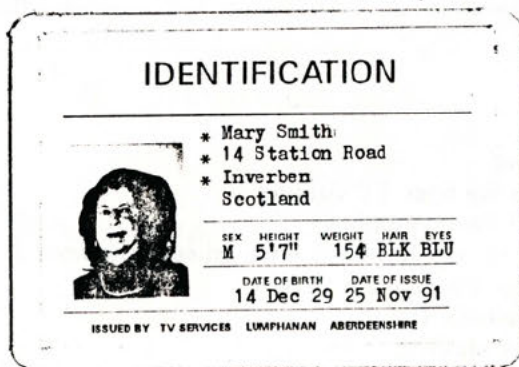 IDENTIFICATION
* Mary Smith
* 14 Station Road
* Inverben
Scotland
SEX HEIGHT WEIGHT HAIR EYES
M 5'7" 154 BLK BLU
DATE OF BIRTH DATE OF ISSUE
14 Dec 29 25 Nov 91
ISSUED BY TV SERVICES LUMPHANAN ABERDEENSHIRE